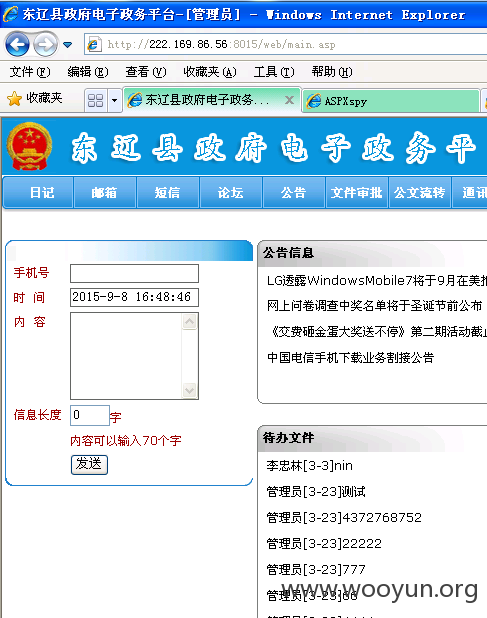 东辽县政府电子政务平台-[管理员] - Windows Internet Explorer
http://222.169.86.56:8015/web/main.asp
文件(F) 编辑(E) 查看(V) 收藏夹(A) 工具(T) 帮助(H)
收藏夹 东辽县政府电子政务... ASPXspy
东辽县政府电子政务平
日记 邮箱 短信 论坛 公告 文件审批 公文流转 通讯
手机号
时 间 2015-9-8 16:48:46
内 容
信息长度 0 字
内容可以输入70个字
发送
公告信息
LG透露WindowsMobile7将于9月在美推
网上问卷调查中奖名单将于圣诞节前公布
《交费砸金蛋大奖送不停》第二期活动截止
中国电信手机下载业务割接公告
待办文件
李忠林[3-3]nin
管理员[3-23]测试
管理员[3-23]4372768752
管理员[3-23]22222
管理员[3-23]777
管理员[3-23]66
www.wooyun.org